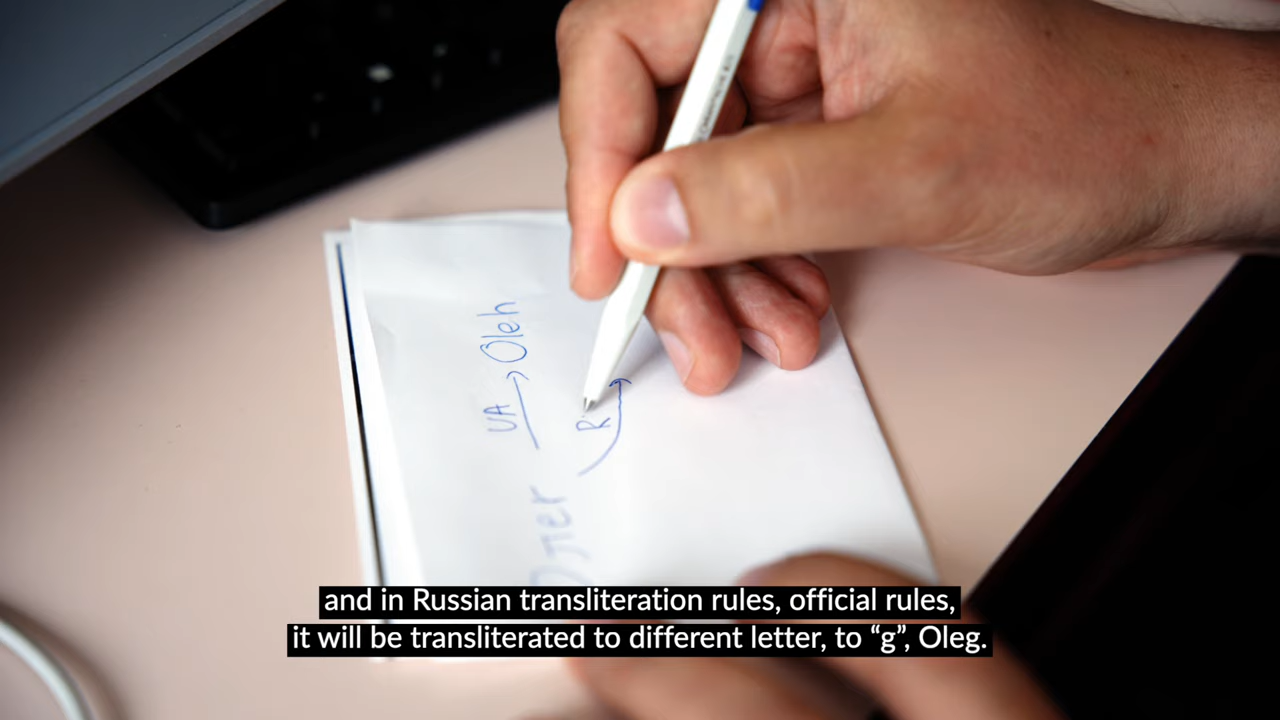 Олег
UA → Oleh
R
and in Russian transliteration rules, official rules,
it will be transliterated to different letter, to “g”, Oleg.